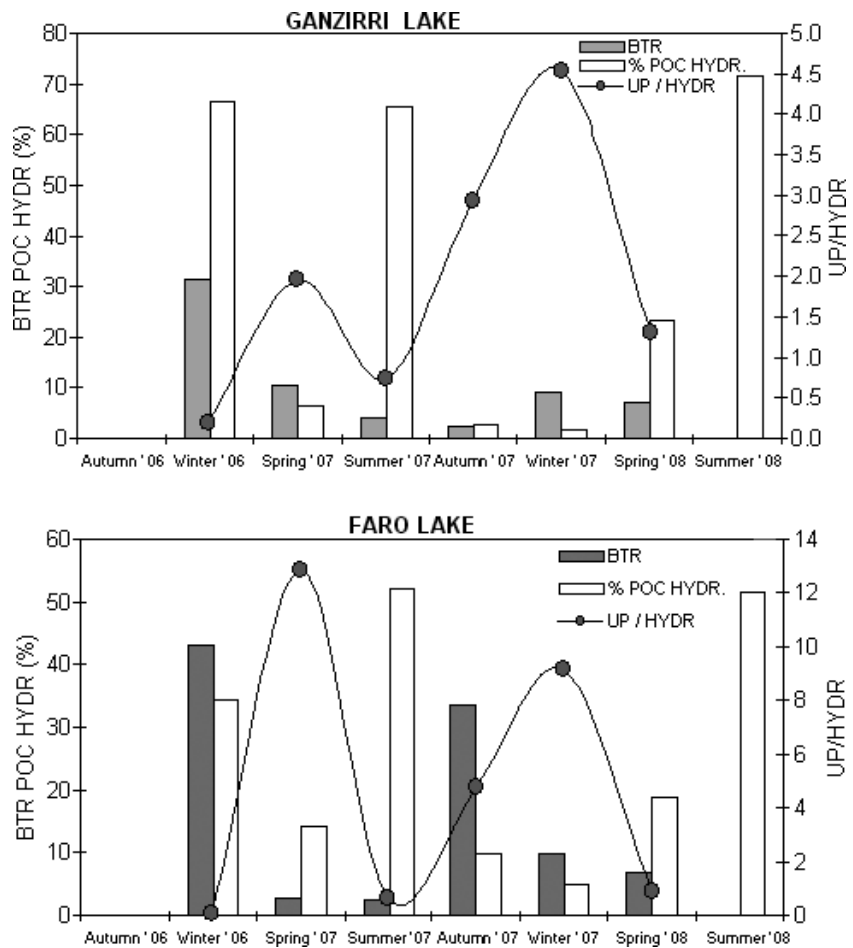 GANZIRRI LAKE
BTR
% POC HYDR.
UP / HYDR
BTR POC HYDR (%)
80
70
60
50
40
30
20
10
0
5.0
4.5
4.0
3.5
3.0
2.5
2.0
1.5
1.0
0.5
0.0
UP/HYDR
Autumn ' 06 Winter ' 06 Spring ' 07 Summer ' 07 Autumn ' 07 Winter ' 07 Spring ' 08 Summer ' 08
FARO LAKE
BTR
% POC HYDR.
UP / HYDR
BTR POC HYDR (%)
60
50
40
30
20
10
0
14
12
10
8
6
4
2
0
UP/HYDR
Autumn ' 06 Winter ' 06 Spring ' 07 Summer ' 07 Autumn ' 07 Winter ' 07 Spring ' 08 Summer ' 08